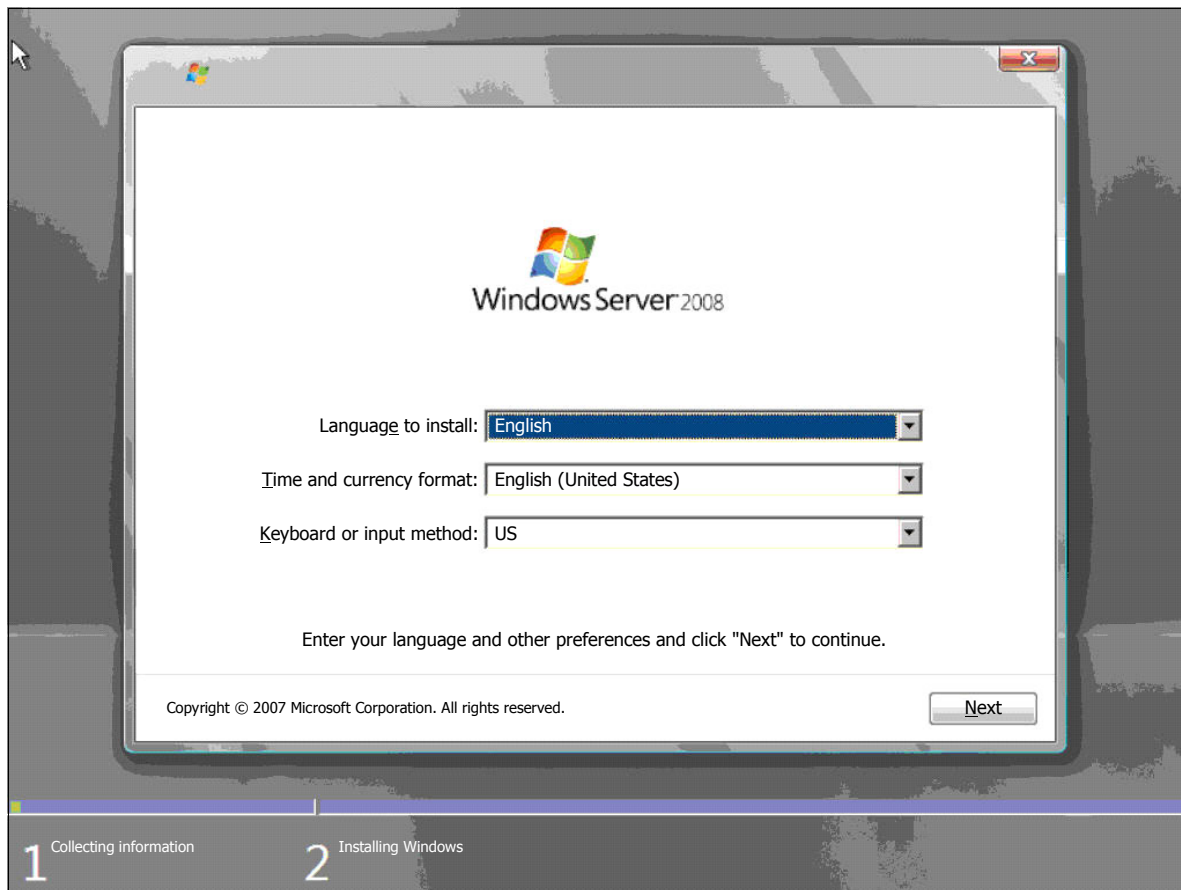 Windows Server 2008
Language to install: English
Time and currency format: English (United States)
Keyboard or input method: US
Enter your language and other preferences and click "Next" to continue.
Copyright © 2007 Microsoft Corporation. All rights reserved.
Next
1 Collecting information
2 Installing Windows